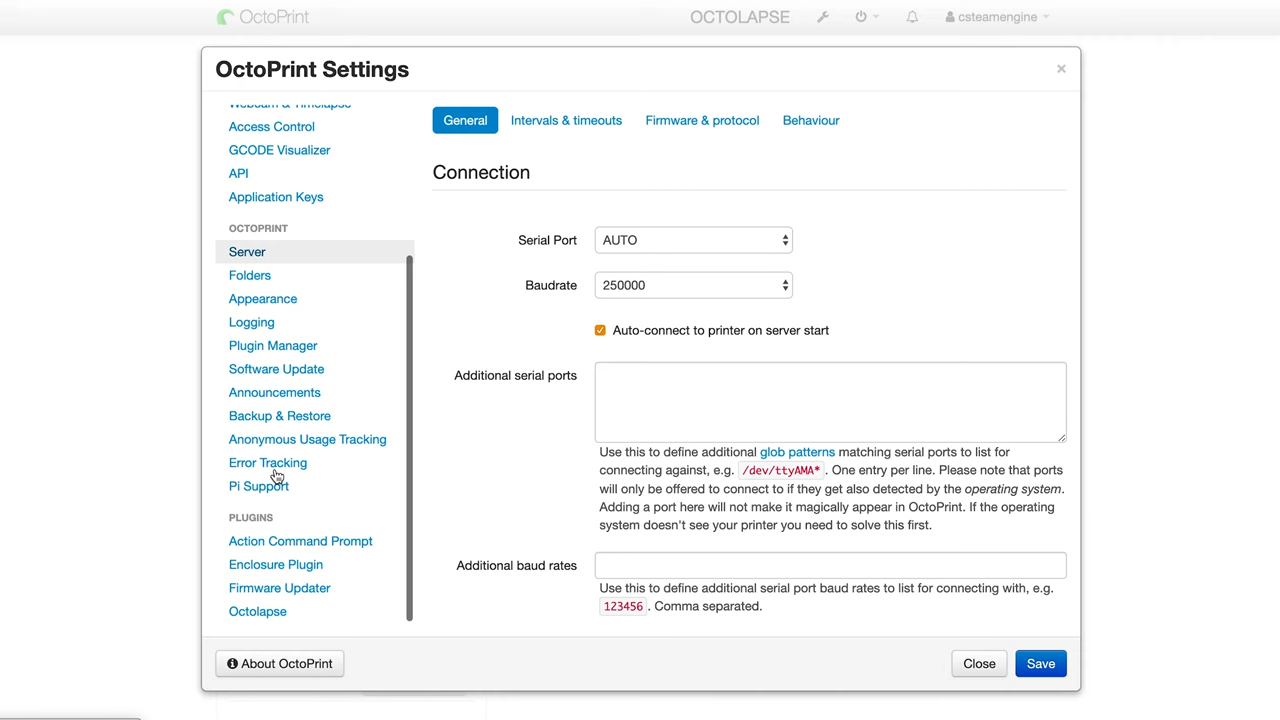 OctoPrint
OCTOLAPSE
csteamengine
OctoPrint Settings
×
Webcam & Timelapse
Access Control
GCODE Visualizer
API
Application Keys
OCTOPRINT
Server
Folders
Appearance
Logging
Plugin Manager
Software Update
Announcements
Backup & Restore
Anonymous Usage Tracking
Error Tracking
Pi Support
PLUGINS
Action Command Prompt
Enclosure Plugin
Firmware Updater
Octolapse
General Intervals & timeouts Firmware & protocol Behaviour
Connection
Serial Port AUTO
Baudrate 250000
Auto-connect to printer on server start
Additional serial ports
Use this to define additional glob patterns matching serial ports to list for
connecting against, e.g. /dev/ttyAMA* . One entry per line. Please note that ports
will only be offered to connect to if they get also detected by the operating system.
Adding a port here will not make it magically appear in OctoPrint. If the operating
system doesn't see your printer you need to solve this first.
Additional baud rates
Use this to define additional serial port baud rates to list for connecting with, e.g.
123456 . Comma separated.
About OctoPrint
Close
Save